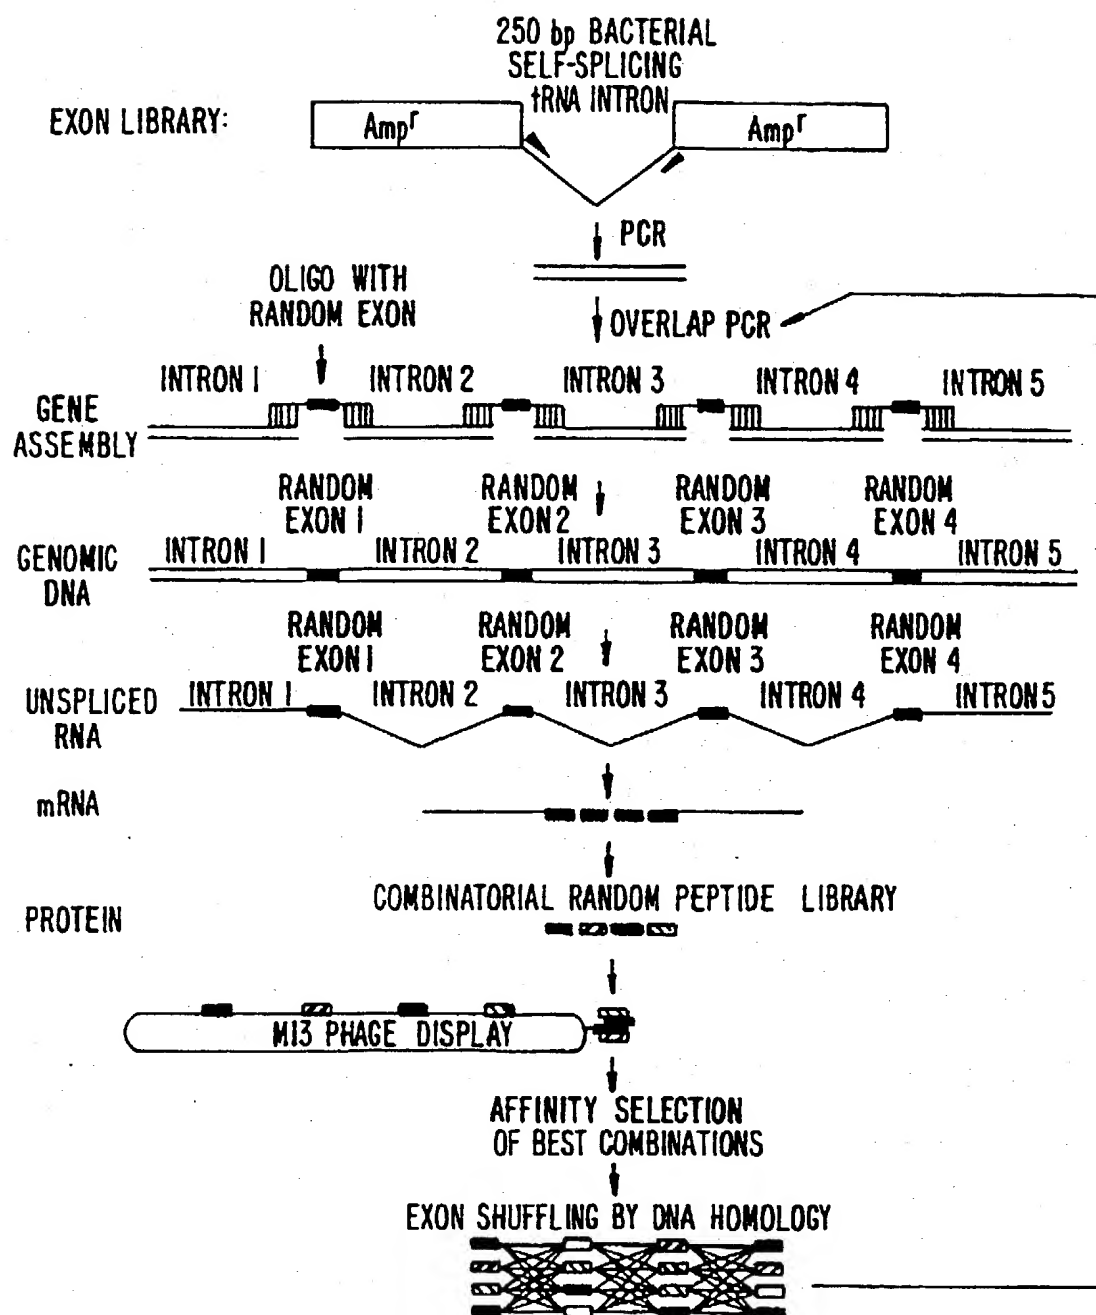 250 bp BACTERIAL
SELF-SPLICING
tRNA INTRON
EXON LIBRARY:
Ampr
Ampr
PCR
OLIGO WITH
RANDOM EXON
OVERLAP PCR
INTRON 1
INTRON 2
INTRON 3
INTRON 4
INTRON 5
GENE
ASSEMBLY
RANDOM
EXON 1
RANDOM
EXON 2
RANDOM
EXON 3
RANDOM
EXON 4
INTRON 1
INTRON 2
INTRON 3
INTRON 4
INTRON 5
GENOMIC
DNA
RANDOM
EXON 1
RANDOM
EXON 2
RANDOM
EXON 3
RANDOM
EXON 4
INTRON 1
INTRON 2
INTRON 3
INTRON 4
INTRON 5
UNSPLICED
RNA
mRNA
COMBINATORIAL RANDOM PEPTIDE LIBRARY
PROTEIN
M13 PHAGE DISPLAY
AFFINITY SELECTION
OF BEST COMBINATIONS
EXON SHUFFLING BY DNA HOMOLOGY